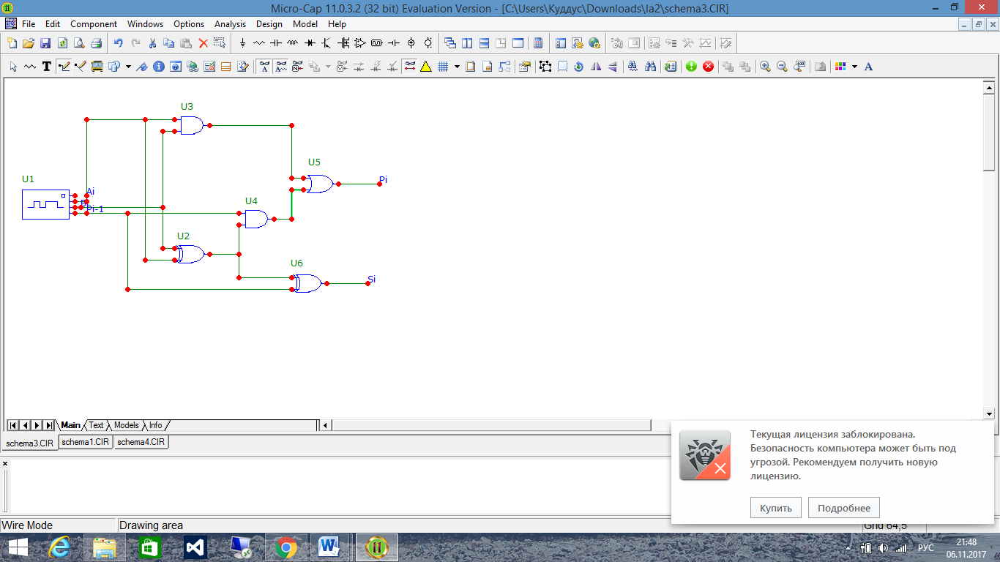 Micro-Cap 11.0.3.2 (32 bit) Evaluation Version - [C:\Users\Куддус\Downloads\la2\schema3.CIR]
File Edit Component Windows Options Analysis Design Model Help
U3
U5
Pi
U1
Ai
Pi-1
U4
U2
U6
Si
Main Text Models Info
schema3.CIR schema1.CIR schema4.CIR
Текущая лицензия заблокирована.
Безопасность компьютера может быть под
угрозой. Рекомендуем получить новую
лицензию.
Купить Подробнее
Wire Mode Drawing area Grid 64,5
РУС 21:48
06.11.2017